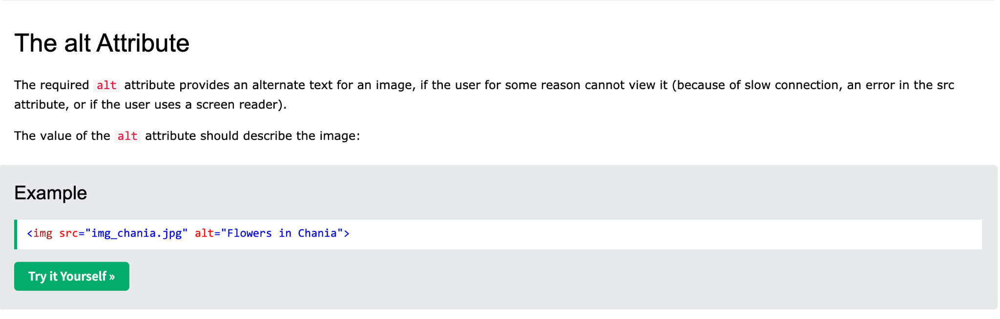 The alt Attribute
The required alt attribute provides an alternate text for an image, if the user for some reason cannot view it (because of slow connection, an error in the src
attribute, or if the user uses a screen reader).
The value of the alt attribute should describe the image:
Example
<img src="img_chania.jpg" alt="Flowers in Chania">
Try it Yourself »